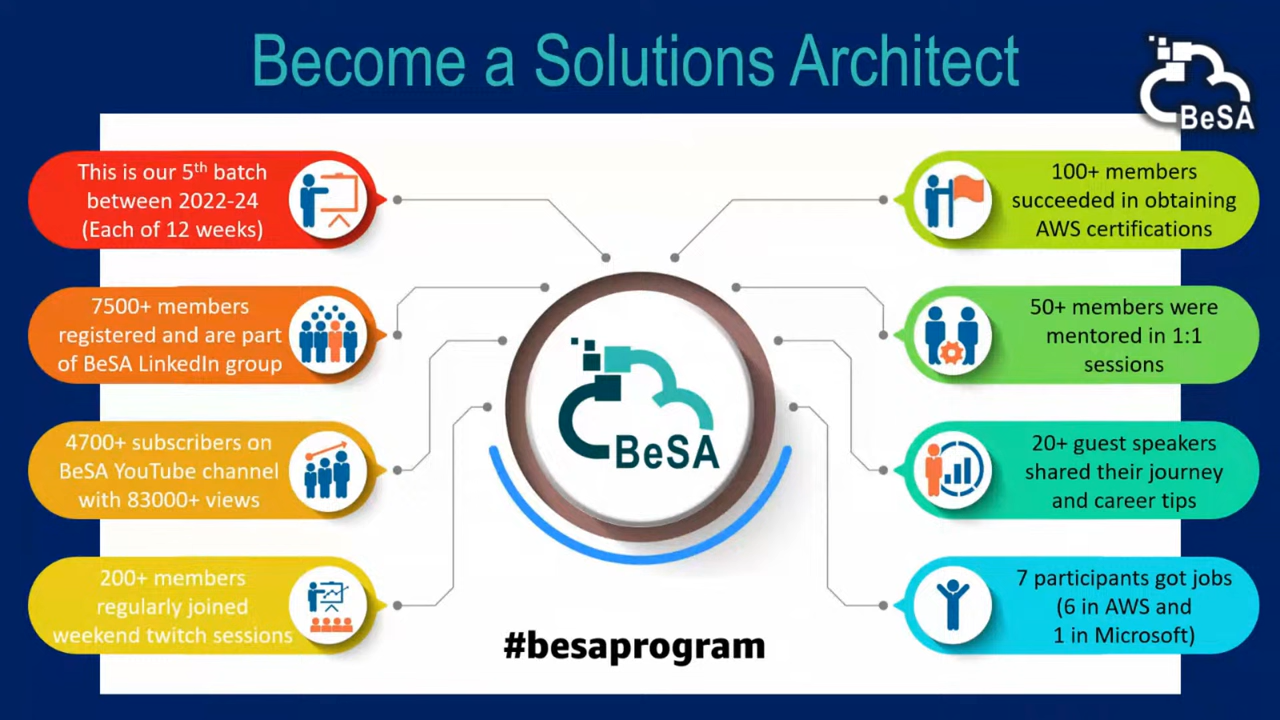 Become a Solutions Architect
BeSA
This is our 5th batch
between 2022-24
(Each of 12 weeks)
7500+ members
registered and are part
of BeSA LinkedIn group
4700+ subscribers on
BeSA YouTube channel
with 83000+ views
200+ members
regularly joined
weekend twitch sessions
BeSA
#besaprogram
100+ members
succeeded in obtaining
AWS certifications
50+ members were
mentored in 1:1
sessions
20+ guest speakers
shared their journey
and career tips
7 participants got jobs
(6 in AWS and
1 in Microsoft)